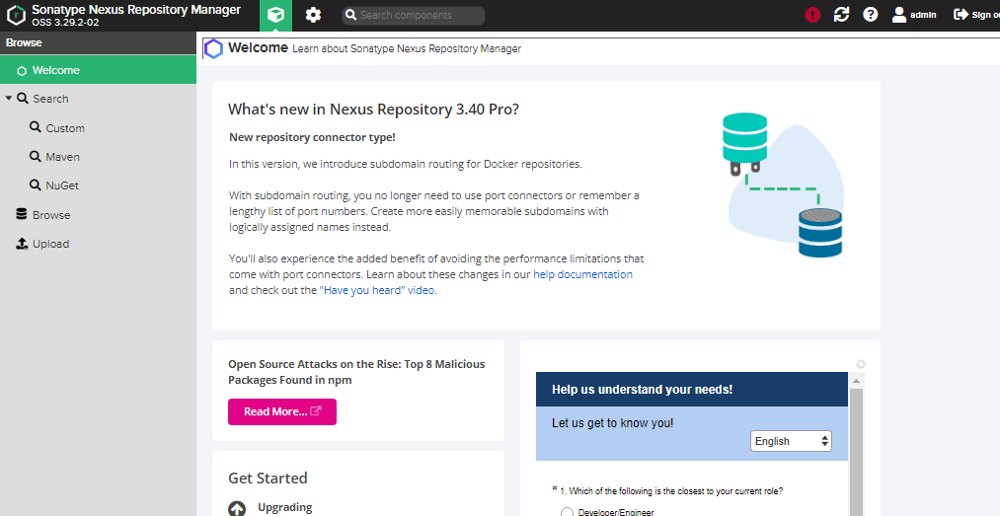 Sonatype Nexus Repository Manager
OSS 3.29.2-02
Search components
admin
Sign o
Browse
Welcome
Search
Custom
Maven
NuGet
Browse
Upload
Welcome Learn about Sonatype Nexus Repository Manager
What's new in Nexus Repository 3.40 Pro?
New repository connector type!
In this version, we introduce subdomain routing for Docker repositories.
With subdomain routing, you no longer need to use port connectors or remember a
lengthy list of port numbers. Create more easily memorable subdomains with
logically assigned names instead.
You'll also experience the added benefit of avoiding the performance limitations that
come with port connectors. Learn about these changes in our help documentation
and check out the "Have you heard" video.
Open Source Attacks on the Rise: Top 8 Malicious
Packages Found in npm
Read More...
Get Started
Upgrading
Help us understand your needs!
Let us get to know you!
English
* 1. Which of the following is the closest to your current role?
Developer/Engineer